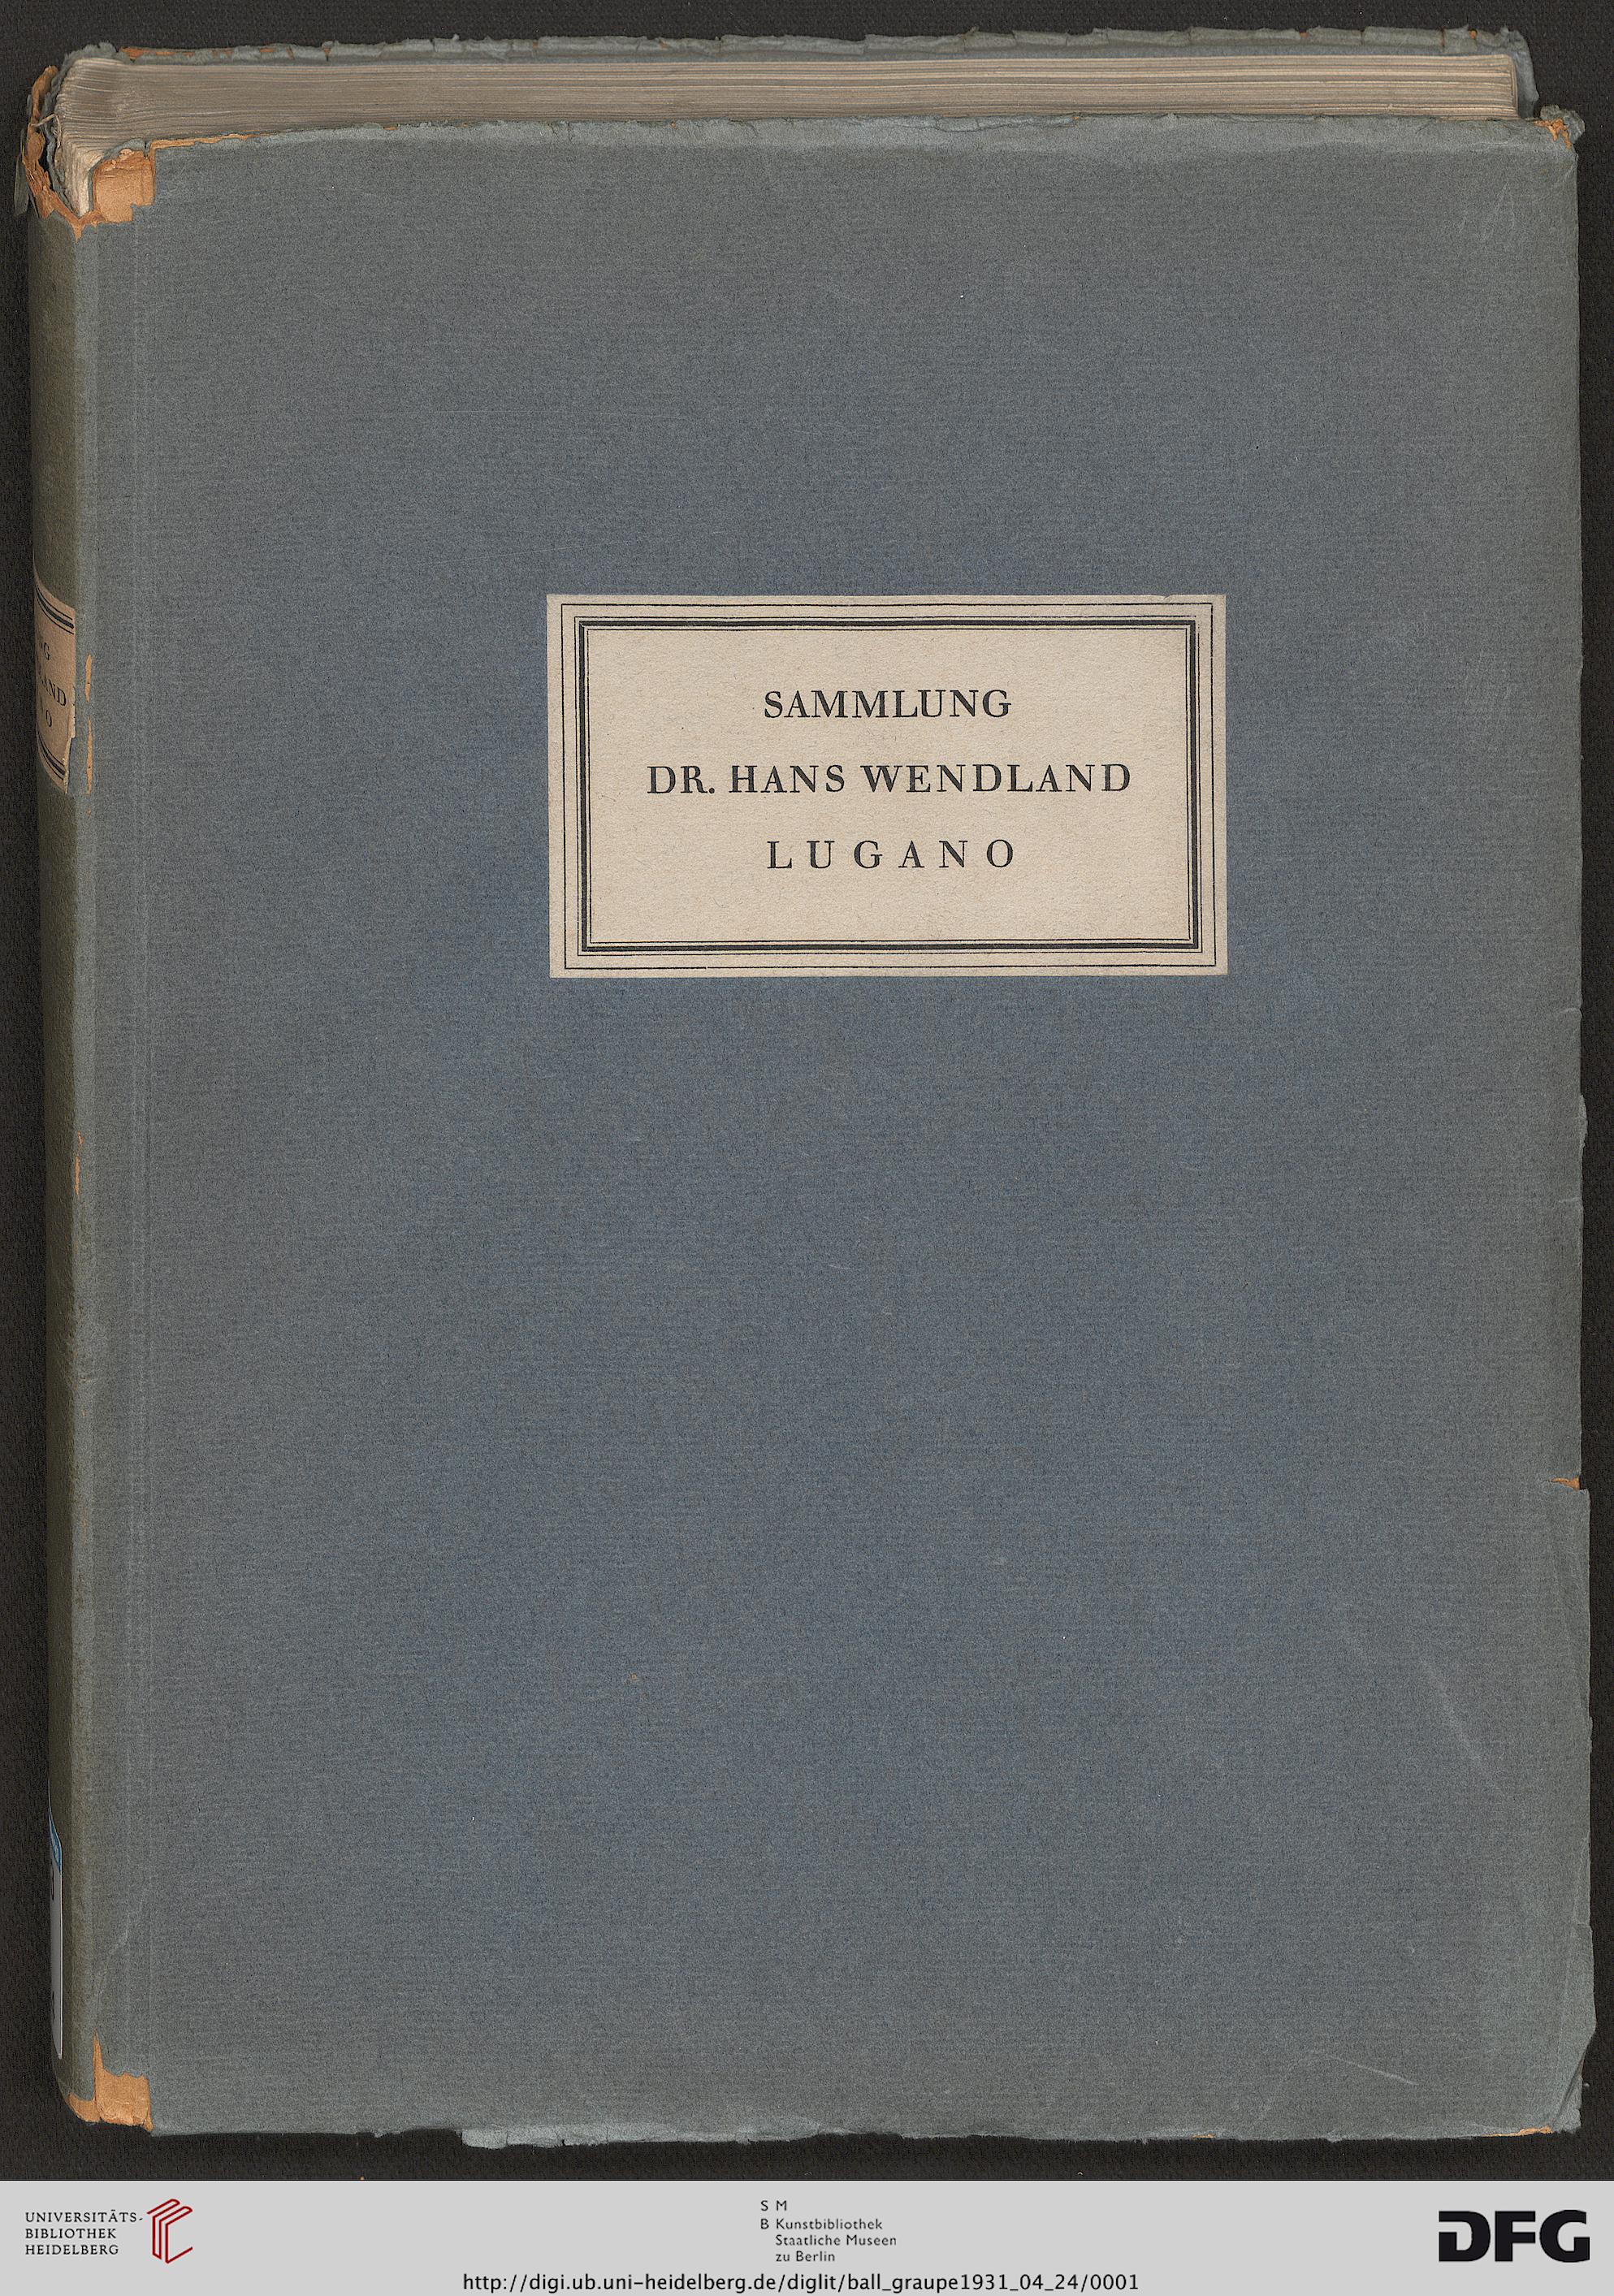 SAMMLUNG
DR. HANS WENDLAND
LUGANO
UNIVERSITÄTS-
BIBLIOTHEK
HEIDELBERG
S M
B Kunstbibliothek
Staatliche Museen
zu Berlin
DFG
http://digi.ub.uni-heidelberg.de/diglit/ball_graupe1931_04_24/0001